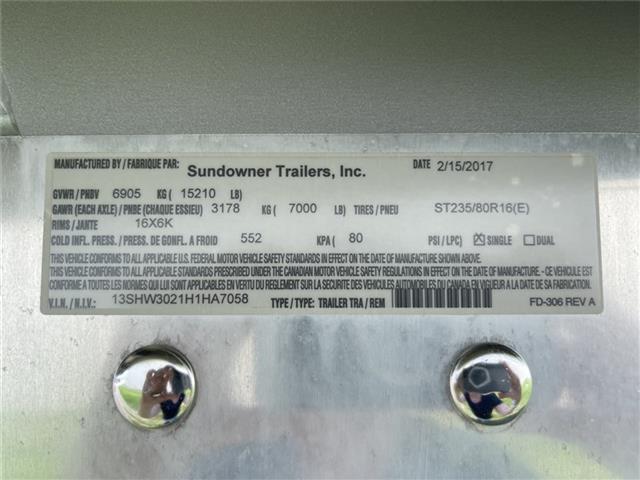 MANUFACTURED BY / FABRIQUE PAR: Sundowner Trailers, Inc. DATE 2/15/2017
GVWR / PNBV 6905 KG ( 15210 LB)
GAWR (EACH AXLE) / PNBE (CHAQUE ESSIEU) 3178 KG ( 7000 LB) TIRES / PNEU ST235/80R16(E)
RIMS / JANTE 16X6K
COLD INFL. PRESS. / PRESS. DE GONFL. A FROID 552 KPA ( 80 PSI / LPC) ☒ SINGLE ☐ DUAL
THIS VEHICLE CONFORMS TO ALL APPLICABLE U.S. FEDERAL MOTOR VEHICLE SAFETY STANDARDS IN EFFECT ON THE DATE OF MANUFACTURE SHOWN ABOVE.
THIS VEHICLE CONFORMS TO ALL APPLICABLE STANDARDS PRESCRIBED UNDER THE CANADIAN MOTOR VEHICLE SAFETY REGULATIONS IN EFFECT ON THE DATE OF MANUFACTURE /
CE VEHICULE EST CONFORME A TOUTES LES NORMES QUI LUI SONT APPLICABLES EN VERTU DU REGLEMENT SUR LA SECURITE DES VEHICULES AUTOMOBILES DU CANADA EN VIGUEUR A LA DATE DE SA FABRICATION.
V.I.N. / N.I.V.: 13SHW3021H1HA7058 TYPE / TYPE: TRAILER TRA / REM FD-306 REV A